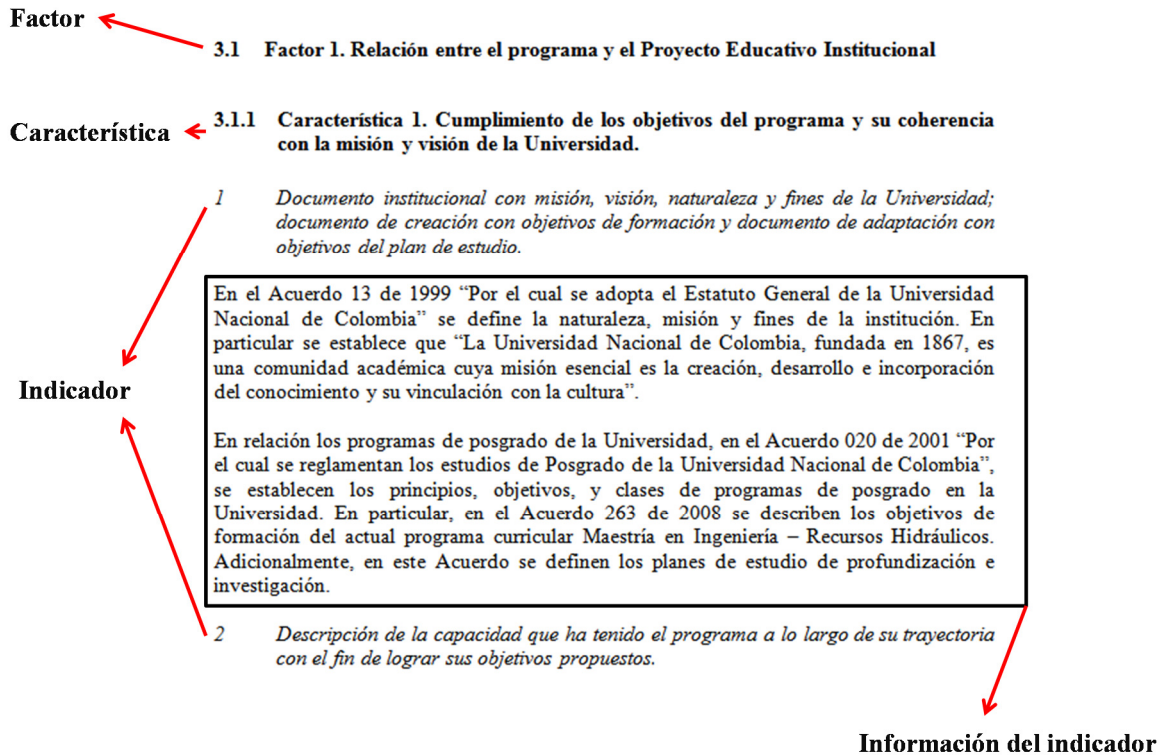 Factor
3.1 Factor 1. Relación entre el programa y el Proyecto Educativo Institucional
Característica
3.1.1 Característica 1. Cumplimiento de los objetivos del programa y su coherencia
con la misión y visión de la Universidad.
1 Documento institucional con misión, visión, naturaleza y fines de la Universidad;
documento de creación con objetivos de formación y documento de adaptación con
objetivos del plan de estudio.
En el Acuerdo 13 de 1999 “Por el cual se adopta el Estatuto General de la Universidad
Nacional de Colombia” se define la naturaleza, misión y fines de la institución. En
particular se establece que “La Universidad Nacional de Colombia, fundada en 1867, es
una comunidad académica cuya misión esencial es la creación, desarrollo e incorporación
del conocimiento y su vinculación con la cultura”.
Indicador
En relación los programas de posgrado de la Universidad, en el Acuerdo 020 de 2001 “Por
el cual se reglamentan los estudios de Posgrado de la Universidad Nacional de Colombia”,
se establecen los principios, objetivos, y clases de programas de posgrado en la
Universidad. En particular, en el Acuerdo 263 de 2008 se describen los objetivos de
formación del actual programa curricular Maestría en Ingeniería – Recursos Hidráulicos.
Adicionalmente, en este Acuerdo se definen los planes de estudio de profundización e
investigación.
2 Descripción de la capacidad que ha tenido el programa a lo largo de su trayectoria
con el fin de lograr sus objetivos propuestos.
Información del indicador